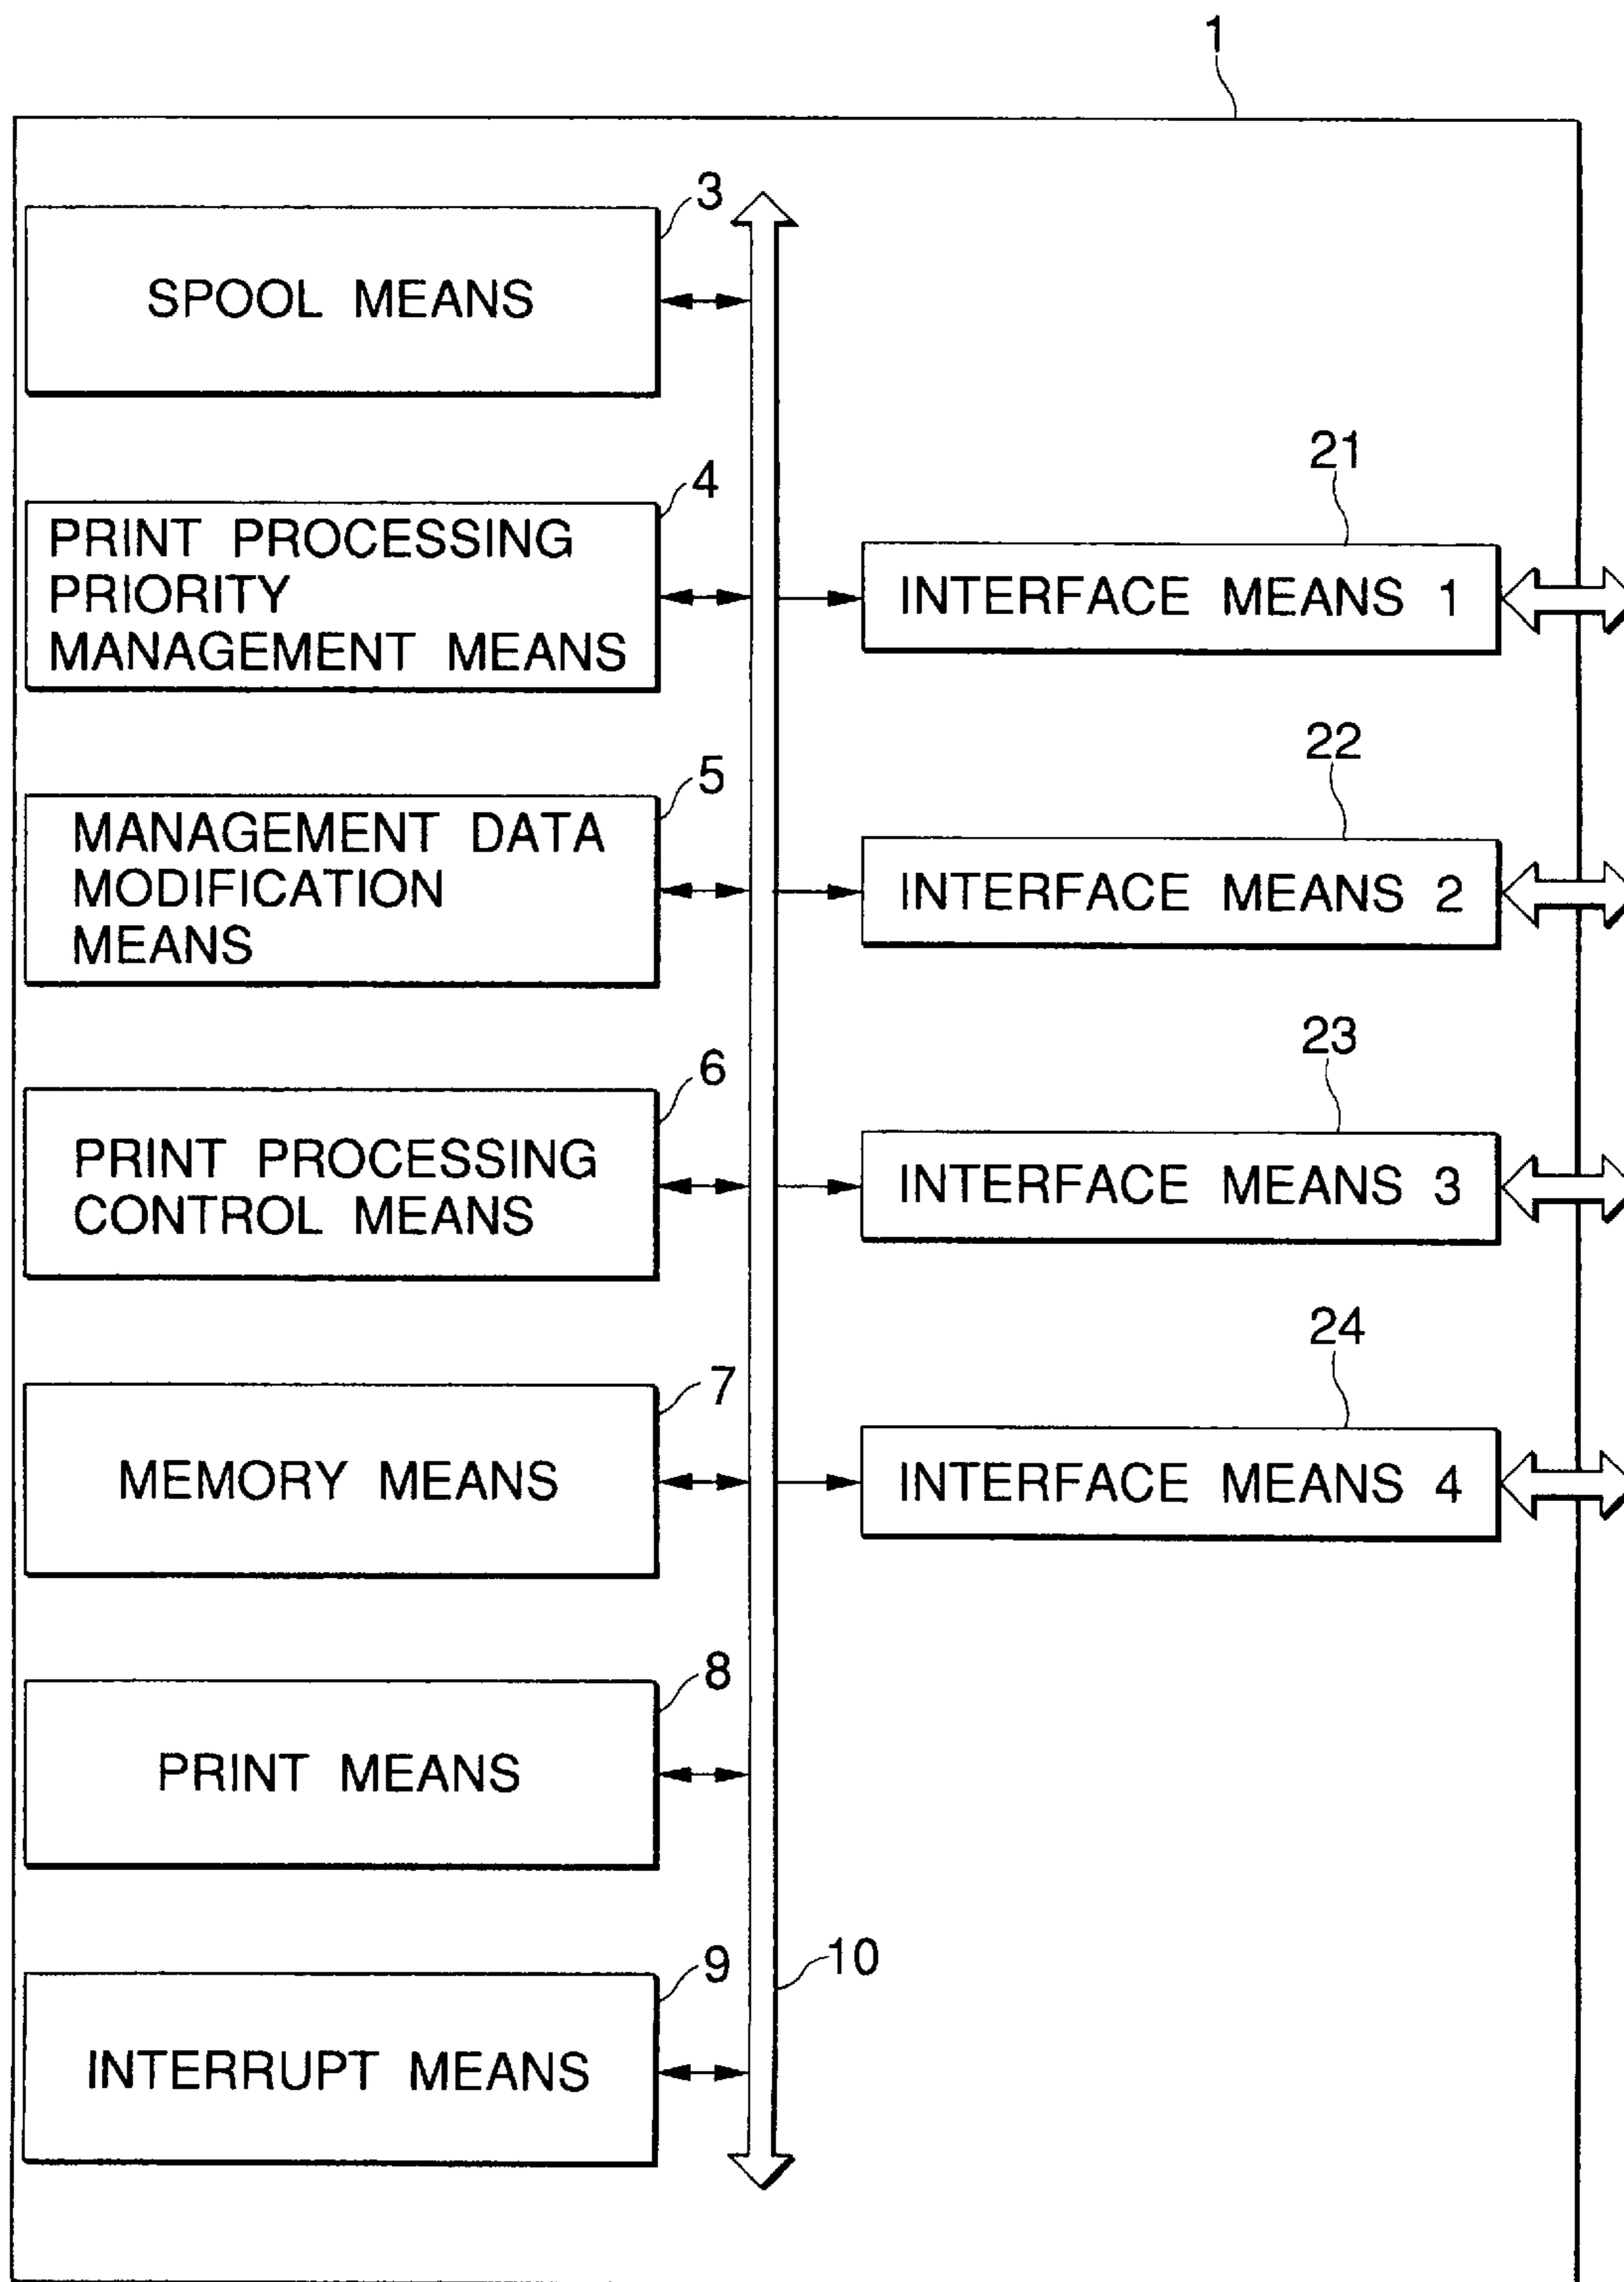 1
3
SPOOL MEANS
4
PRINT PROCESSING
PRIORITY
MANAGEMENT MEANS
21
INTERFACE MEANS 1
5
MANAGEMENT DATA
MODIFICATION
MEANS
22
INTERFACE MEANS 2
6
PRINT PROCESSING
CONTROL MEANS
23
INTERFACE MEANS 3
7
MEMORY MEANS
24
INTERFACE MEANS 4
8
PRINT MEANS
9
INTERRUPT MEANS
10